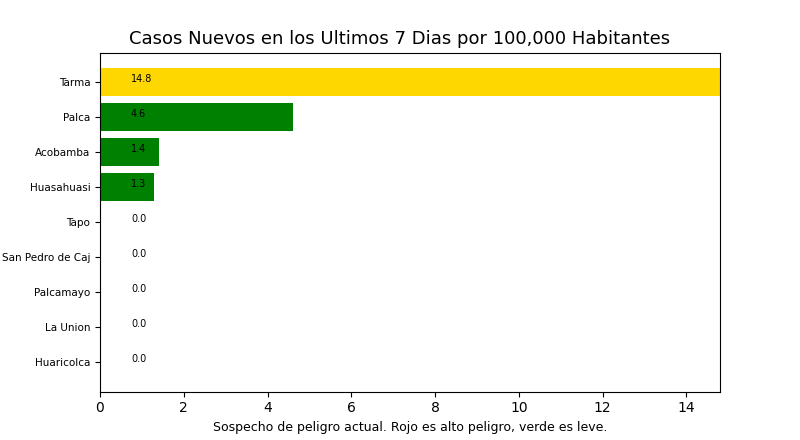 Casos Nuevos en los Ultimos 7 Dias por 100,000 Habitantes
Tarma 14.8
Palca 4.6
Acobamba 1.4
Huasahuasi 1.3
Tapo 0.0
San Pedro de Caj 0.0
Palcamayo 0.0
La Union 0.0
Huaricolca 0.0
0 2 4 6 8 10 12 14
Sospecho de peligro actual. Rojo es alto peligro, verde es leve.